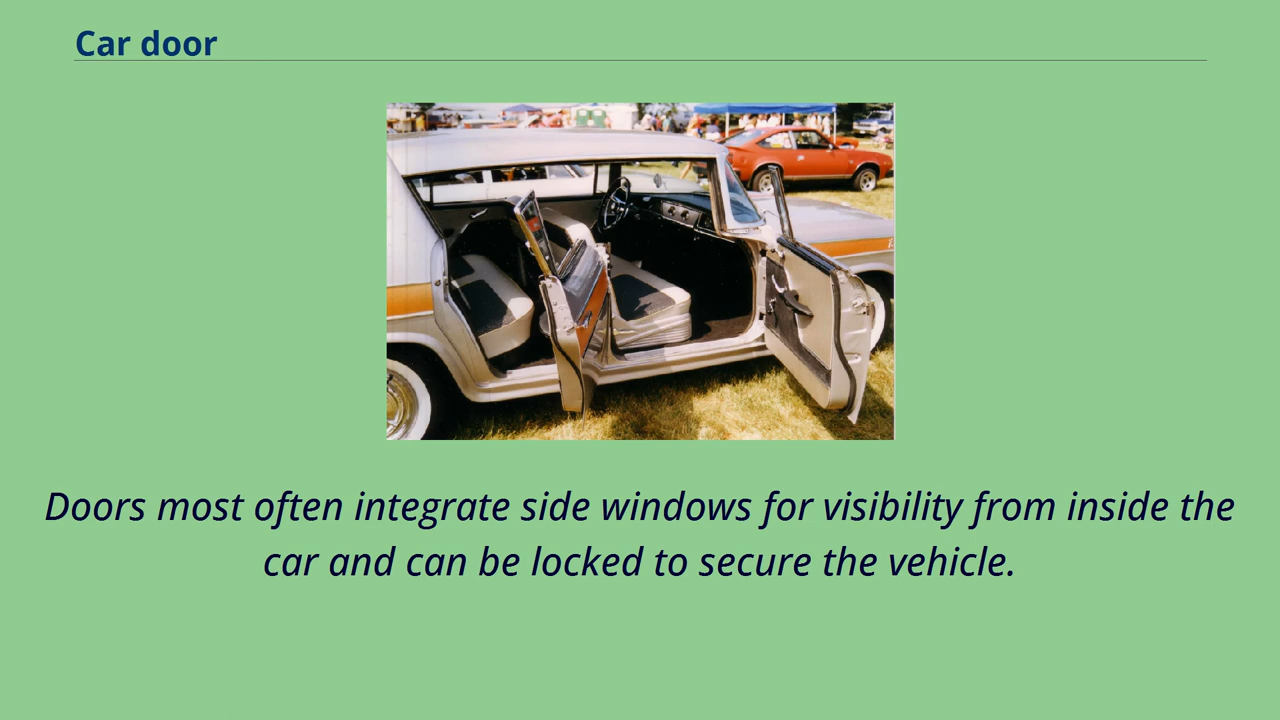 Car door
Doors most often integrate side windows for visibility from inside the
car and can be locked to secure the vehicle.